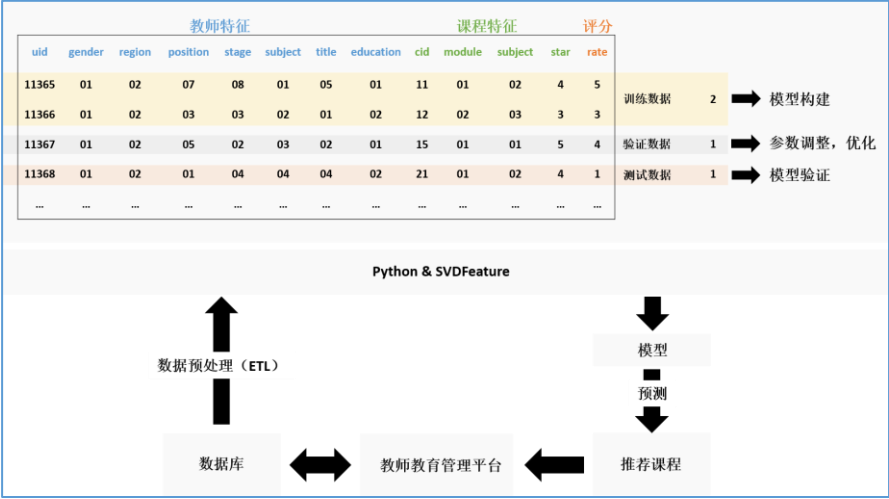 教师特征 课程特征 评分
uid gender region position stage subject title education cid module subject star rate
11365 01 02 07 08 01 05 01 11 01 02 4 5
训练数据 2 模型构建
11366 01 02 03 03 02 01 02 12 02 03 3 3
11367 01 02 05 02 03 02 01 15 01 01 5 4 验证数据 1 参数调整，优化
11368 01 02 01 04 04 04 02 21 01 02 4 1 测试数据 1 模型验证
... ... ... ... ... ... ... ... ... ... ... ... ...
Python & SVDFeature
模型
数据预处理（ETL）
预测
数据库 教师教育管理平台 推荐课程